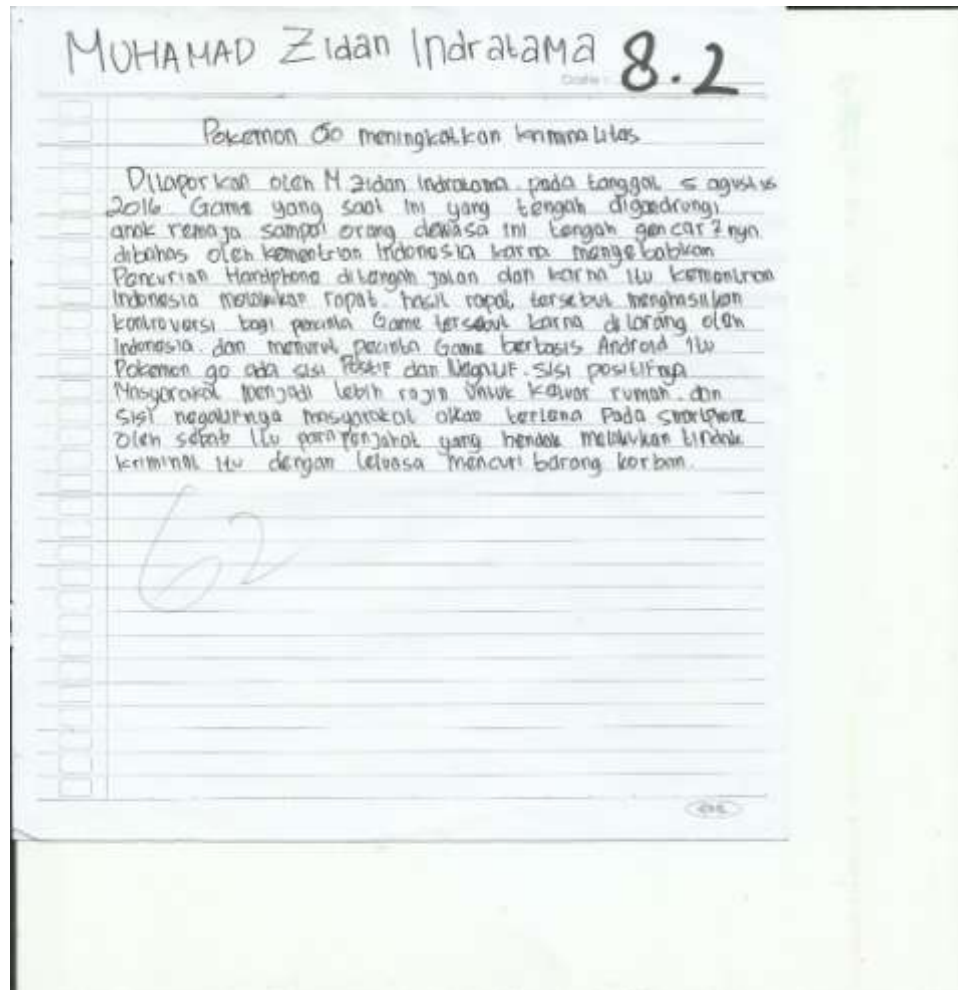 MUHAMAD Zidan Indratama 8.2
Date :
Pokemon Go meningkatkan kriminalitas
Dilaporkan oleh M Zidan Indratama pada tanggal 5 agustus
2016 Game yang saat ini yang tengah digandrungi
anak remaja sampai orang dewasa ini tengah gencar2nya
dibahas oleh kementrian Indonesia karna mengebabkan
Pencurian Handphone ditengah jalan dan karna itu kementrian
Indonesia melakukan rapat. hasil rapat tersebut menghasilkan
kontroversi bagi pecinta Game tersebut karna di larang oleh
Indonesia. dan menurut pecinta Game berbasis Android itu
Pokemon go ada sisi Positif dan Negatif. sisi positifnya
Masyarakat menjadi lebih rajin untuk keluar rumah. dan
sisi negatifnya masyarakat akan terlena Pada smartphone
oleh sebab itu para penjahat yang hendak melakukan tindak
kriminal itu dengan leluasa mencuri barang korban.
62